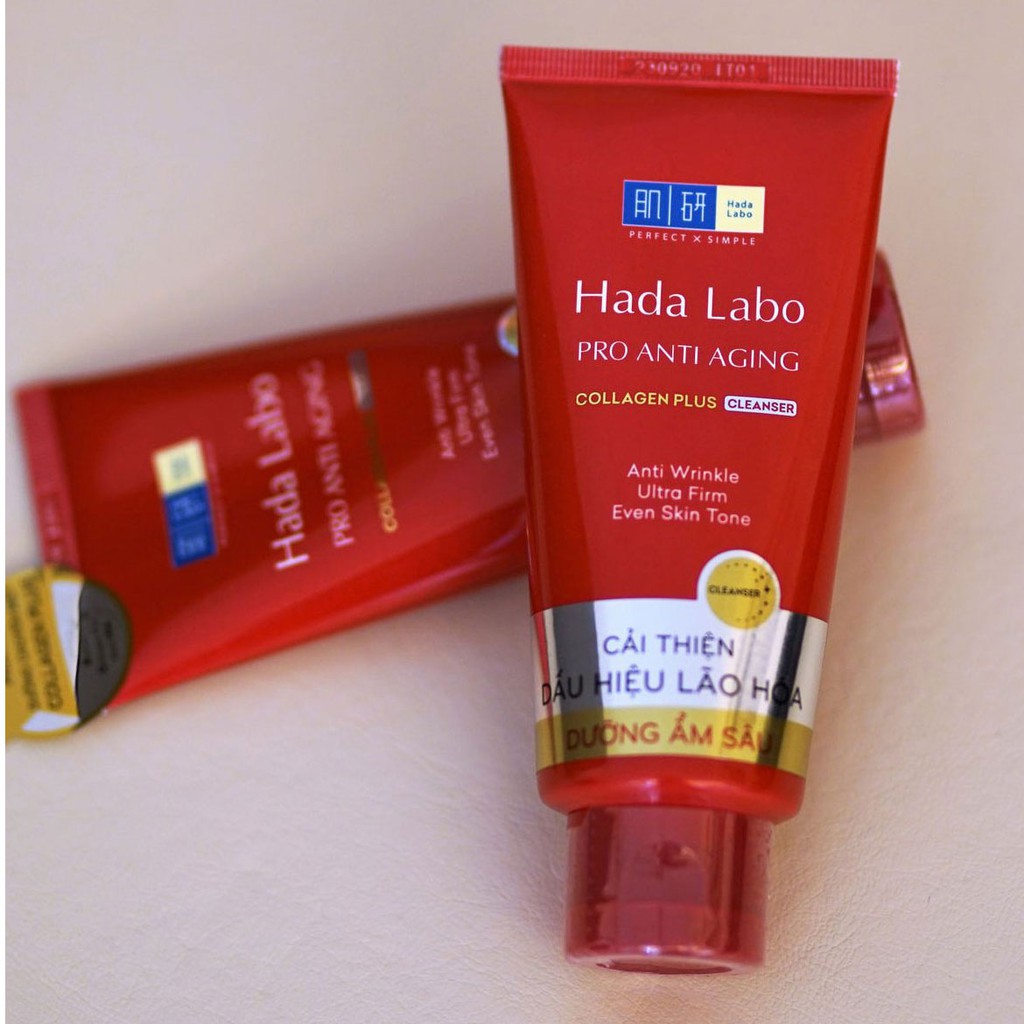 230920 IT01
肌研
Hada
Labo
PERFECT × SIMPLE
Hada Labo
PRO ANTI AGING
COLLAGEN PLUS CLEANSER
Anti Wrinkle
Ultra Firm
Even Skin Tone
CLEANSER+
CẢI THIỆN
DẤU HIỆU LÃO HÓA
DƯỠNG ẨM SÂU
Hada Labo
PRO ANTI AGING
Anti Wrinkle
Ultra Firm
Even Skin Tone